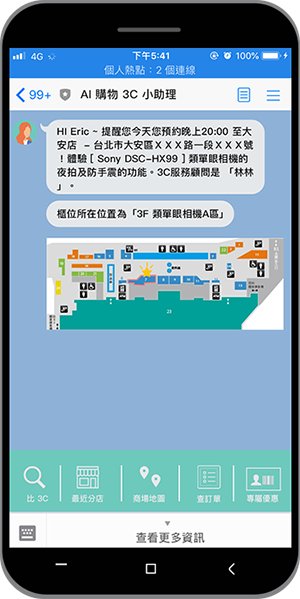 4G 下午5:41 100%
個人熱點：2 個連線
99+ AI 購物 3C 小助理
HI Eric ~ 提醒您今天您預約晚上20:00 至大
安店 – 台北市大安區ＸＸＸ路一段ＸＸＸ號
！體驗 [ Sony DSC-HX99 ] 類單眼相機的
夜拍及防手震的功能。3C服務顧問是 「林林
」。
櫃位所在位置為「3F 類單眼相機A區」
比 3C
最近分店
商場地圖
查訂單
專屬優惠
查看更多資訊